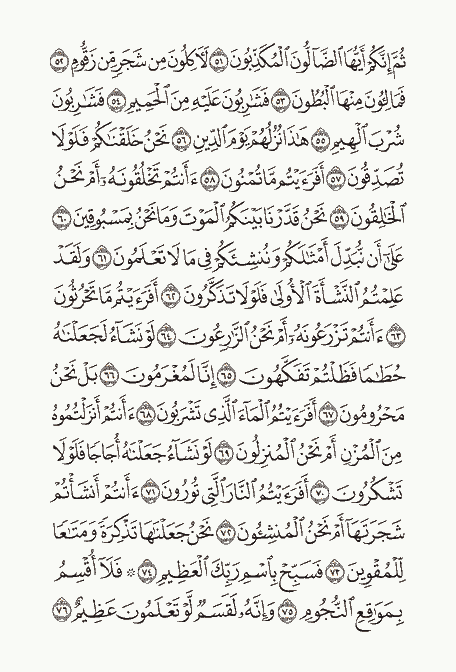 ثُمَّ إِنَّكُمْ أَيُّهَا ٱلضَّآلُّونَ ٱلْمُكَذِّبُونَ ٥١ لَءَاكِلُونَ مِن شَجَرٍ مِّن زَقُّومٍ ٥٢
فَمَالِـُٔونَ مِنْهَا ٱلْبُطُونَ ٥٣ فَشَٰرِبُونَ عَلَيْهِ مِنَ ٱلْحَمِيمِ ٥٤ فَشَٰرِبُونَ
شُرْبَ ٱلْهِيمِ ٥٥ هَٰذَا نُزُلُهُمْ يَوْمَ ٱلدِّينِ ٥٦ نَحْنُ خَلَقْنَٰكُمْ فَلَوْلَا
تُصَدِّقُونَ ٥٧ أَفَرَءَيْتُم مَّا تُمْنُونَ ٥٨ ءَأَنتُمْ تَخْلُقُونَهُۥٓ أَمْ نَحْنُ
ٱلْخَٰلِقُونَ ٥٩ نَحْنُ قَدَّرْنَا بَيْنَكُمُ ٱلْمَوْتَ وَمَا نَحْنُ بِمَسْبُوقِينَ ٦٠
عَلَىٰٓ أَن نُّبَدِّلَ أَمْثَٰلَكُمْ وَنُنشِئَكُمْ فِى مَا لَا تَعْلَمُونَ ٦١ وَلَقَدْ
عَلِمْتُمُ ٱلنَّشْأَةَ ٱلْأُولَىٰ فَلَوْلَا تَذَكَّرُونَ ٦٢ أَفَرَءَيْتُم مَّا تَحْرُثُونَ
٦٣ ءَأَنتُمْ تَزْرَعُونَهُۥٓ أَمْ نَحْنُ ٱلزَّٰرِعُونَ ٦٤ لَوْ نَشَآءُ لَجَعَلْنَٰهُ
حُطَٰمًا فَظَلْتُمْ تَفَكَّهُونَ ٦٥ إِنَّا لَمُغْرَمُونَ ٦٦ بَلْ نَحْنُ
مَحْرُومُونَ ٦٧ أَفَرَءَيْتُمُ ٱلْمَآءَ ٱلَّذِى تَشْرَبُونَ ٦٨ ءَأَنتُمْ أَنزَلْتُمُوهُ
مِنَ ٱلْمُزْنِ أَمْ نَحْنُ ٱلْمُنزِلُونَ ٦٩ لَوْ نَشَآءُ جَعَلْنَٰهُ أُجَاجًا فَلَوْلَا
تَشْكُرُونَ ٧٠ أَفَرَءَيْتُمُ ٱلنَّارَ ٱلَّتِى تُورُونَ ٧١ ءَأَنتُمْ أَنشَأْتُمْ
شَجَرَتَهَآ أَمْ نَحْنُ ٱلْمُنشِـُٔونَ ٧٢ نَحْنُ جَعَلْنَٰهَا تَذْكِرَةً وَمَتَٰعًا
لِّلْمُقْوِينَ ٧٣ فَسَبِّحْ بِٱسْمِ رَبِّكَ ٱلْعَظِيمِ ٧٤ ۞ فَلَآ أُقْسِمُ
بِمَوَٰقِعِ ٱلنُّجُومِ ٧٥ وَإِنَّهُۥ لَقَسَمٌ لَّوْ تَعْلَمُونَ عَظِيمٌ ٧٦